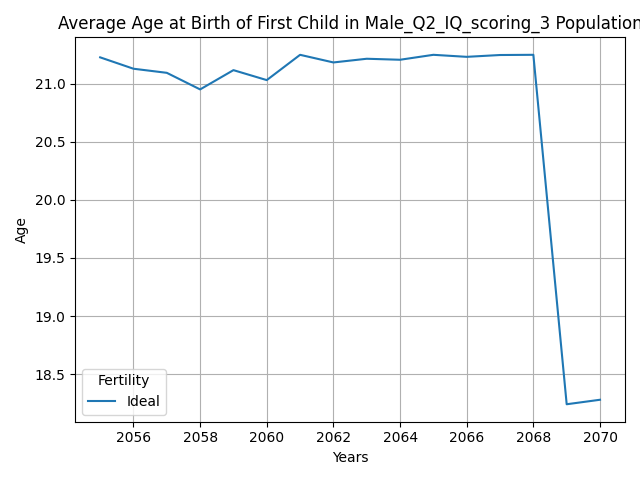 Average Age at Birth of First Child in Male_Q2_IQ_scoring_3 Population
21.0
20.5
20.0
19.5
19.0
18.5
Age
Fertility
Ideal
2056 2058 2060 2062 2064 2066 2068 2070
Years